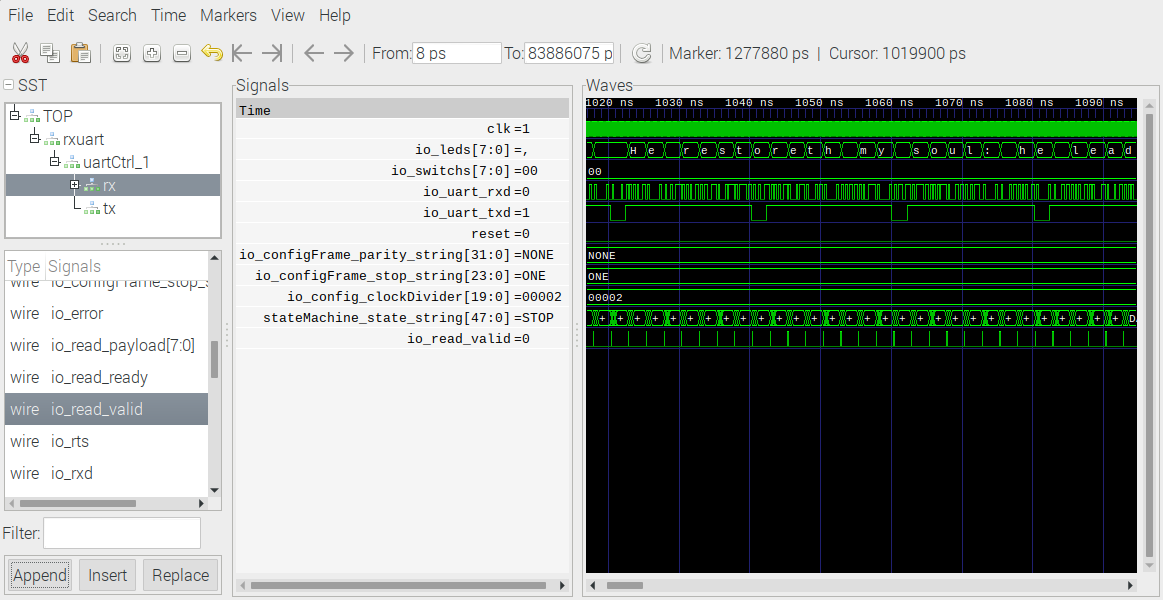 File Edit Search Time Markers View Help
From: 8 ps To: 83886075 p Marker: 1277880 ps | Cursor: 1019900 ps
SST
TOP
rxuart
uartCtrl_1
rx
tx
Type Signals
wire io_configFrame_stop_s
wire io_error
wire io_read_payload[7:0]
wire io_read_ready
wire io_read_valid
wire io_rts
wire io_rxd
Filter:
Append Insert Replace
Signals
Time
clk =1
io_leds[7:0] =,
io_switchs[7:0] =00
io_uart_rxd =0
io_uart_txd =1
reset =0
io_configFrame_parity_string[31:0] =NONE
io_configFrame_stop_string[23:0] =ONE
io_config_clockDivider[19:0] =00002
stateMachine_state_string[47:0] =STOP
io_read_valid =0
Waves
1020 ns 1030 ns 1040 ns 1050 ns 1060 ns 1070 ns 1080 ns 1090 ns
H e r e s t o r e t h m y s o u l : h e l e a d
00
NONE
ONE
00002
+ + + + + + + + + + + + + + + + + + + + + + + + + + + + + + D